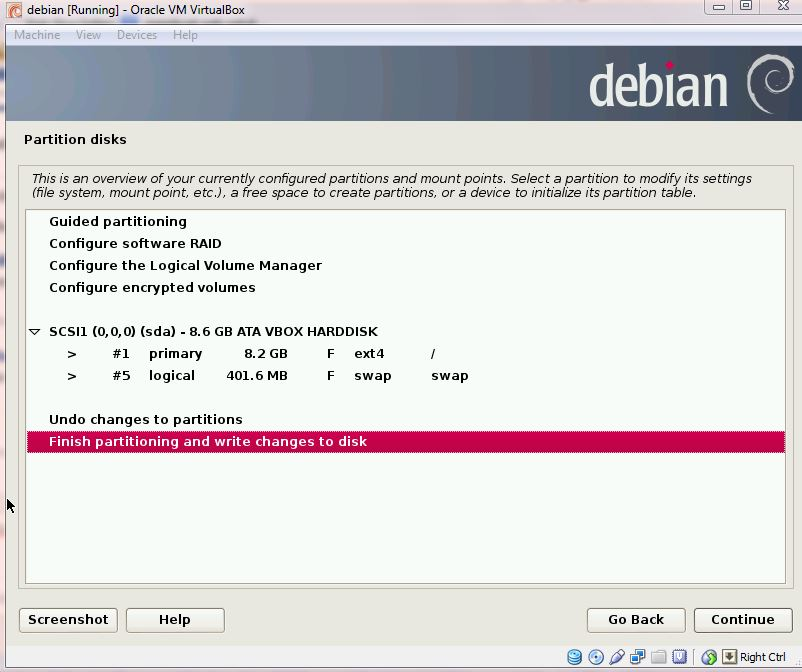 debian [Running] - Oracle VM VirtualBox
Machine View Devices Help
debian
Partition disks
This is an overview of your currently configured partitions and mount points. Select a partition to modify its settings
(file system, mount point, etc.), a free space to create partitions, or a device to initialize its partition table.
Guided partitioning
Configure software RAID
Configure the Logical Volume Manager
Configure encrypted volumes
SCSI1 (0,0,0) (sda) - 8.6 GB ATA VBOX HARDDISK
> #1 primary 8.2 GB F ext4 /
> #5 logical 401.6 MB F swap swap
Undo changes to partitions
Finish partitioning and write changes to disk
Screenshot Help Go Back Continue
Right Ctrl